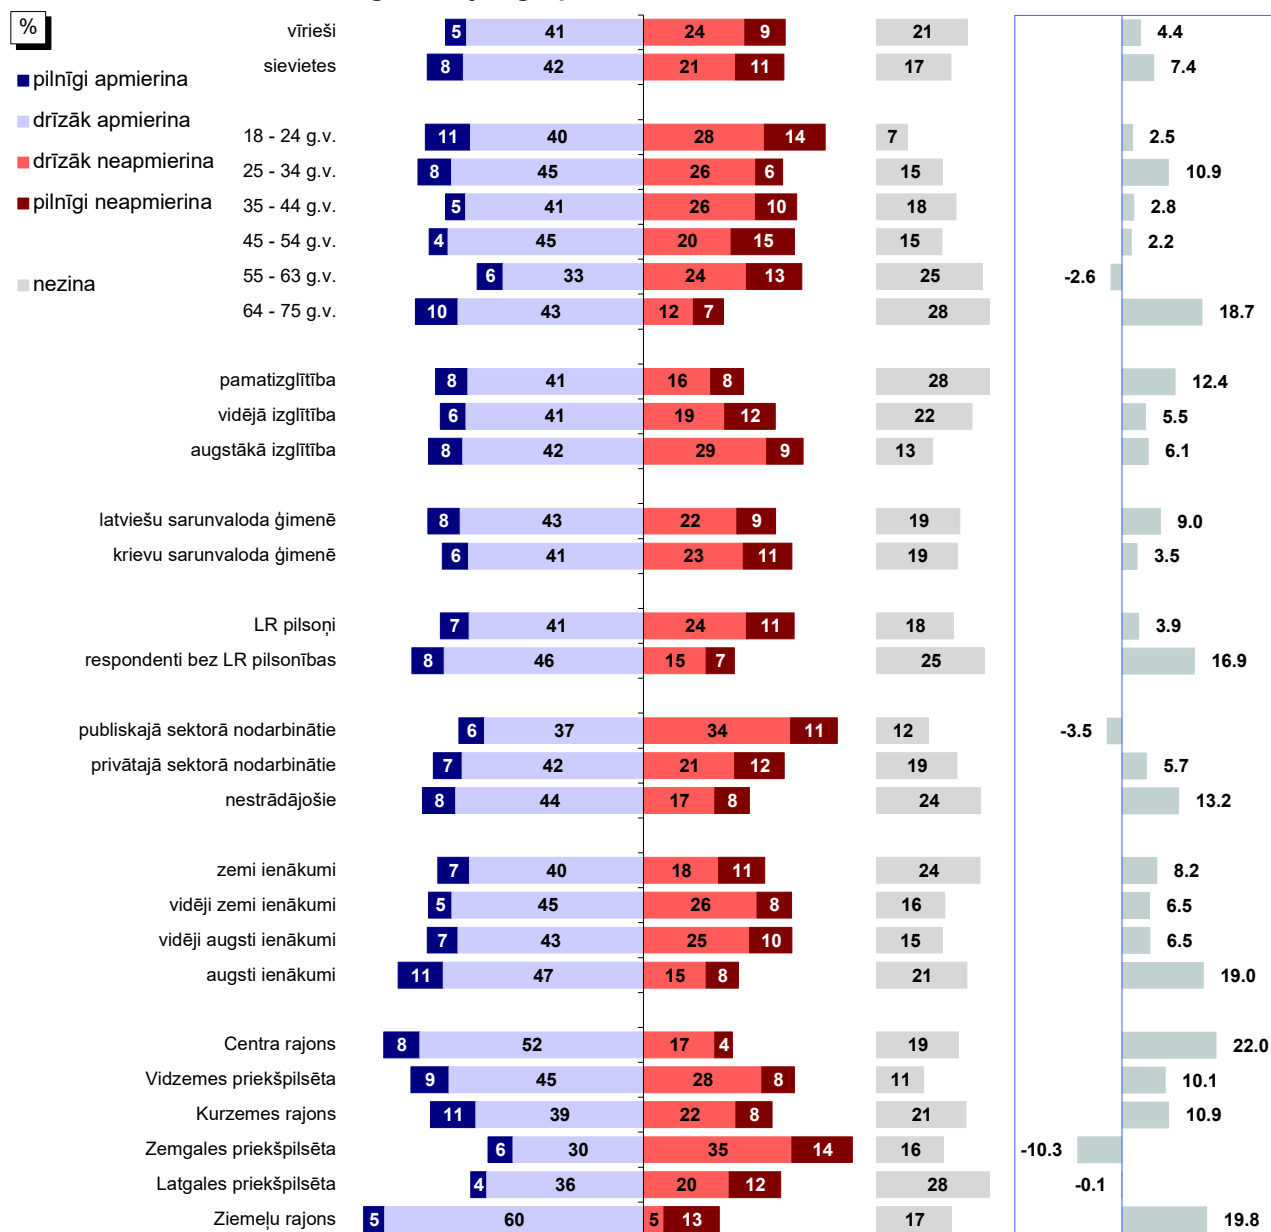 %
pilnīgi apmierina
drīzāk apmierina
drīzāk neapmierina
pilnīgi neapmierina
nezina
vīrieši 5 41 24 9 21 4.4
sievietes 8 42 21 11 17 7.4
18 - 24 g.v. 11 40 28 14 7 2.5
25 - 34 g.v. 8 45 26 6 15 10.9
35 - 44 g.v. 5 41 26 10 18 2.8
45 - 54 g.v. 4 45 20 15 15 2.2
55 - 63 g.v. 6 33 24 13 25 -2.6
64 - 75 g.v. 10 43 12 7 28 18.7
pamatizglītība 8 41 16 8 28 12.4
vidējā izglītība 6 41 19 12 22 5.5
augstākā izglītība 8 42 29 9 13 6.1
latviešu sarunvaloda ģimenē 8 43 22 9 19 9.0
krievu sarunvaloda ģimenē 6 41 23 11 19 3.5
LR pilsoņi 7 41 24 11 18 3.9
respondenti bez LR pilsonības 8 46 15 7 25 16.9
publiskajā sektorā nodarbinātie 6 37 34 11 12 -3.5
privātajā sektorā nodarbinātie 7 42 21 12 19 5.7
nestrādājošie 8 44 17 8 24 13.2
zemi ienākumi 7 40 18 11 24 8.2
vidēji zemi ienākumi 5 45 26 8 16 6.5
vidēji augsti ienākumi 7 43 25 10 15 6.5
augsti ienākumi 11 47 15 8 21 19.0
Centra rajons 8 52 17 4 19 22.0
Vidzemes priekšpilsēta 9 45 28 8 11 10.1
Kurzemes rajons 11 39 22 8 21 10.9
Zemgales priekšpilsēta 6 30 35 14 16 -10.3
Latgales priekšpilsēta 4 36 20 12 28 -0.1
Ziemeļu rajons 5 60 5 13 17 19.8